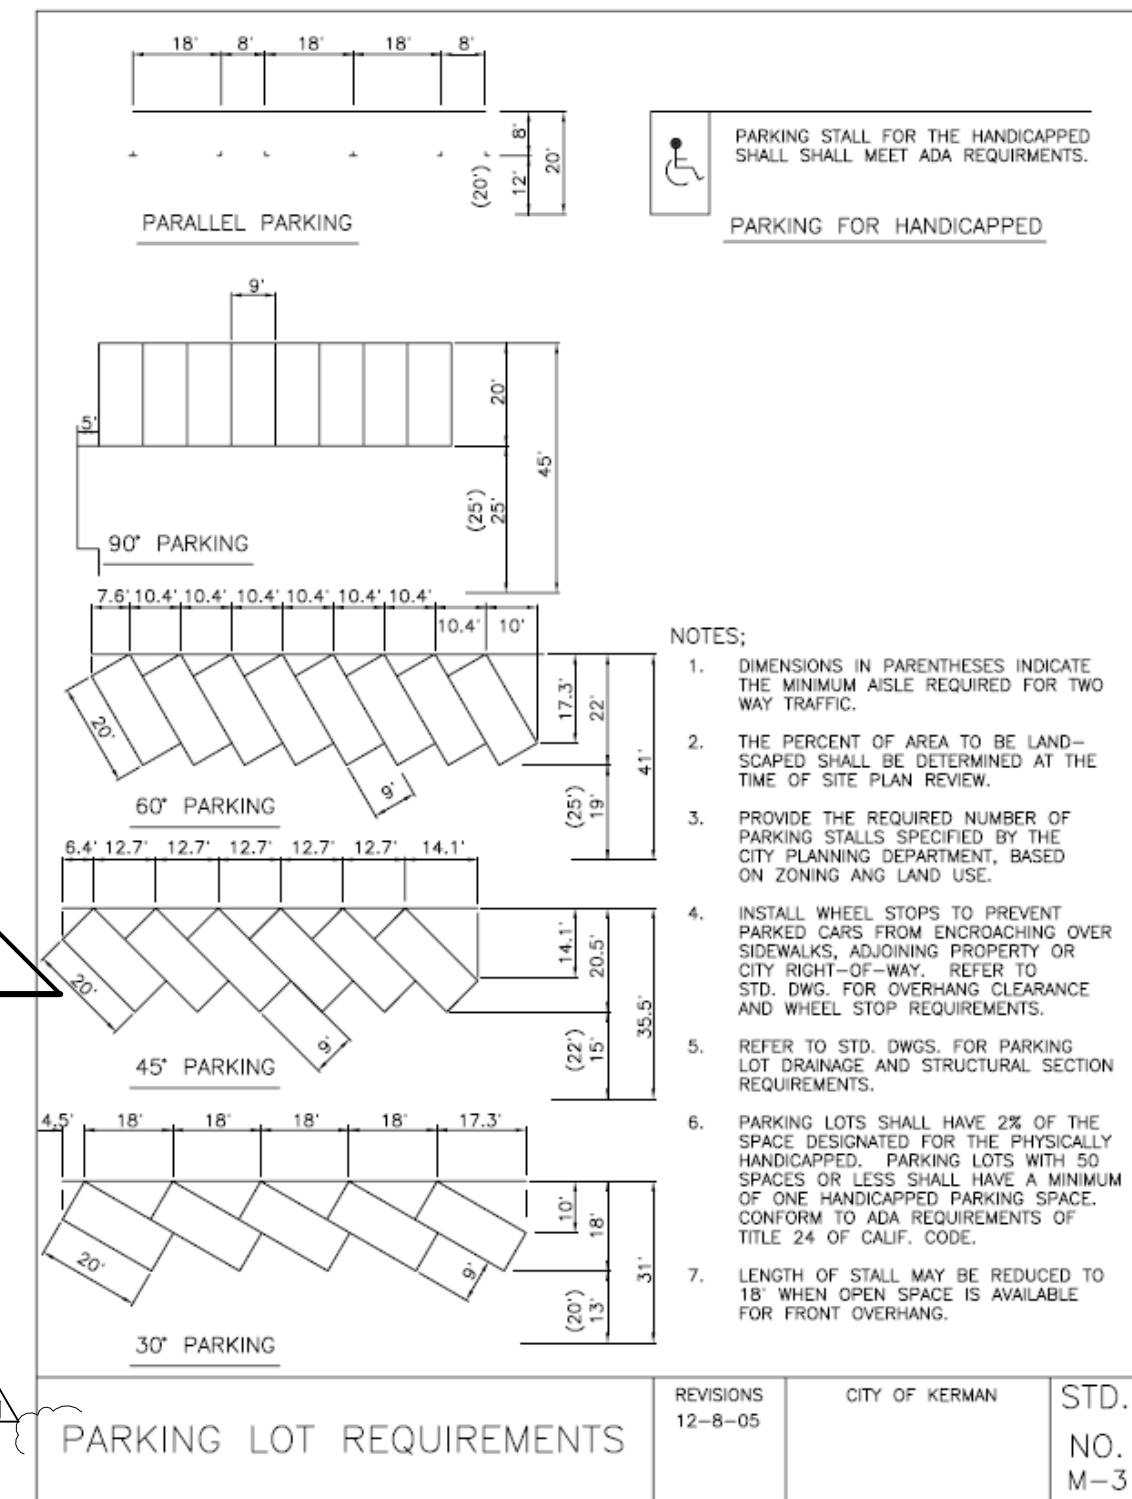 18' 8' 18' 18' 8'
8'
20'
12'
(20')
PARALLEL PARKING
PARKING STALL FOR THE HANDICAPPED
SHALL SHALL MEET ADA REQUIRMENTS.
PARKING FOR HANDICAPPED
9'
5'
20'
45'
(25')
25'
90° PARKING
7.6' 10.4' 10.4' 10.4' 10.4' 10.4' 10.4'
10.4' 10'
20'
9'
17.3'
22'
41'
(25')
19'
60° PARKING
6.4' 12.7' 12.7' 12.7' 12.7' 12.7' 14.1'
20'
9'
14.1'
20.5'
35.5'
(22')
15'
45° PARKING
4.5' 18' 18' 18' 18' 17.3'
20'
9'
10'
18'
31'
(20')
13'
30° PARKING
NOTES;
1. DIMENSIONS IN PARENTHESES INDICATE
THE MINIMUM AISLE REQUIRED FOR TWO
WAY TRAFFIC.
2. THE PERCENT OF AREA TO BE LAND-
SCAPED SHALL BE DETERMINED AT THE
TIME OF SITE PLAN REVIEW.
3. PROVIDE THE REQUIRED NUMBER OF
PARKING STALLS SPECIFIED BY THE
CITY PLANNING DEPARTMENT, BASED
ON ZONING ANG LAND USE.
4. INSTALL WHEEL STOPS TO PREVENT
PARKED CARS FROM ENCROACHING OVER
SIDEWALKS, ADJOINING PROPERTY OR
CITY RIGHT-OF-WAY. REFER TO
STD. DWG. FOR OVERHANG CLEARANCE
AND WHEEL STOP REQUIREMENTS.
5. REFER TO STD. DWGS. FOR PARKING
LOT DRAINAGE AND STRUCTURAL SECTION
REQUIREMENTS.
6. PARKING LOTS SHALL HAVE 2% OF THE
SPACE DESIGNATED FOR THE PHYSICALLY
HANDICAPPED. PARKING LOTS WITH 50
SPACES OR LESS SHALL HAVE A MINIMUM
OF ONE HANDICAPPED PARKING SPACE.
CONFORM TO ADA REQUIREMENTS OF
TITLE 24 OF CALIF. CODE.
7. LENGTH OF STALL MAY BE REDUCED TO
18' WHEN OPEN SPACE IS AVAILABLE
FOR FRONT OVERHANG.
PARKING LOT REQUIREMENTS
REVISIONS
12-8-05
CITY OF KERMAN
STD.
NO.
M-3